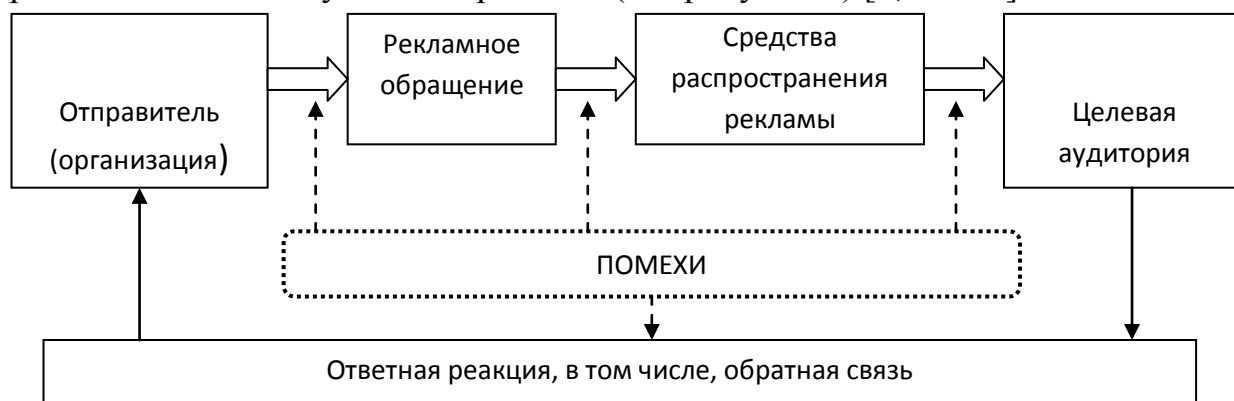 Рекламное
обращение
Средства
распространения
рекламы
Отправитель
(организация)
Целевая
аудитория
ПОМЕХИ
Ответная реакция, в том числе, обратная связь